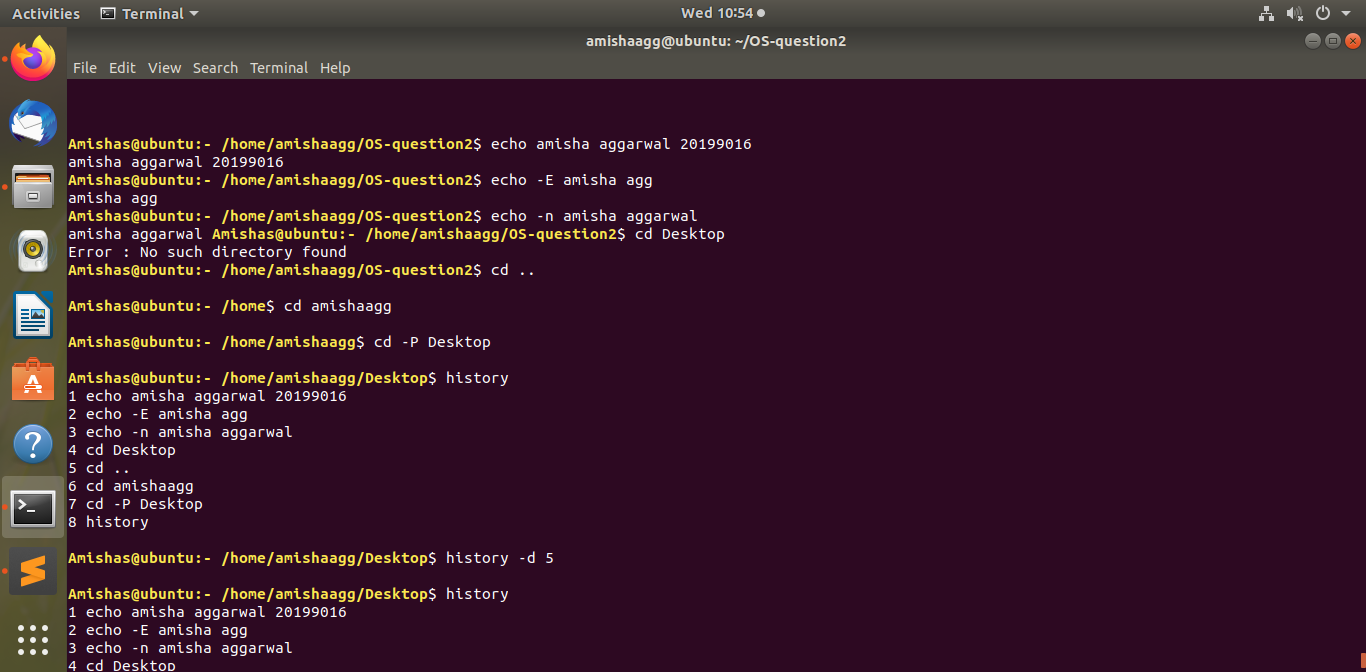 Activities Terminal Wed 10:54
amishaagg@ubuntu: ~/OS-question2
File Edit View Search Terminal Help
Amishas@ubuntu:- /home/amishaagg/OS-question2$ echo amisha aggarwal 20199016
amisha aggarwal 20199016
Amishas@ubuntu:- /home/amishaagg/OS-question2$ echo -E amisha agg
amisha agg
Amishas@ubuntu:- /home/amishaagg/OS-question2$ echo -n amisha aggarwal
amisha aggarwal Amishas@ubuntu:- /home/amishaagg/OS-question2$ cd Desktop
Error : No such directory found
Amishas@ubuntu:- /home/amishaagg/OS-question2$ cd ..
Amishas@ubuntu:- /home$ cd amishaagg
Amishas@ubuntu:- /home/amishaagg$ cd -P Desktop
Amishas@ubuntu:- /home/amishaagg/Desktop$ history
1 echo amisha aggarwal 20199016
2 echo -E amisha agg
3 echo -n amisha aggarwal
4 cd Desktop
5 cd ..
6 cd amishaagg
7 cd -P Desktop
8 history
Amishas@ubuntu:- /home/amishaagg/Desktop$ history -d 5
Amishas@ubuntu:- /home/amishaagg/Desktop$ history
1 echo amisha aggarwal 20199016
2 echo -E amisha agg
3 echo -n amisha aggarwal
4 cd Desktop